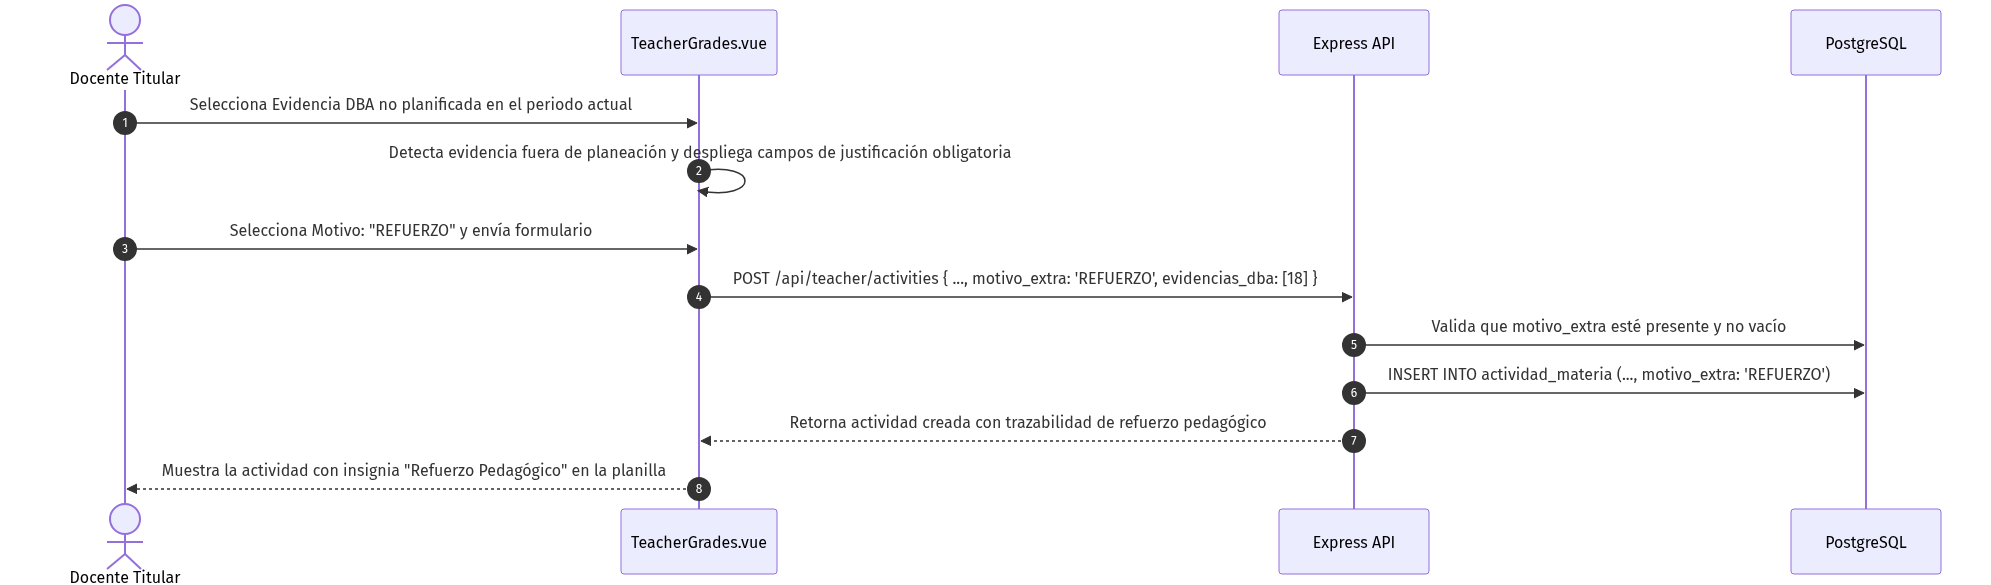 TeacherGrades.vue
Express API
PostgreSQL
Docente Titular
Selecciona Evidencia DBA no planificada en el periodo actual
1
Detecta evidencia fuera de planeación y despliega campos de justificación obligatoria
2
Selecciona Motivo: "REFUERZO" y envía formulario
3
POST /api/teacher/activities { ..., motivo_extra: 'REFUERZO', evidencias_dba: [18] }
4
Valida que motivo_extra esté presente y no vacío
5
INSERT INTO actividad_materia (..., motivo_extra: 'REFUERZO')
6
Retorna actividad creada con trazabilidad de refuerzo pedagógico
7
Muestra la actividad con insignia "Refuerzo Pedagógico" en la planilla
8
TeacherGrades.vue
Express API
PostgreSQL
Docente Titular